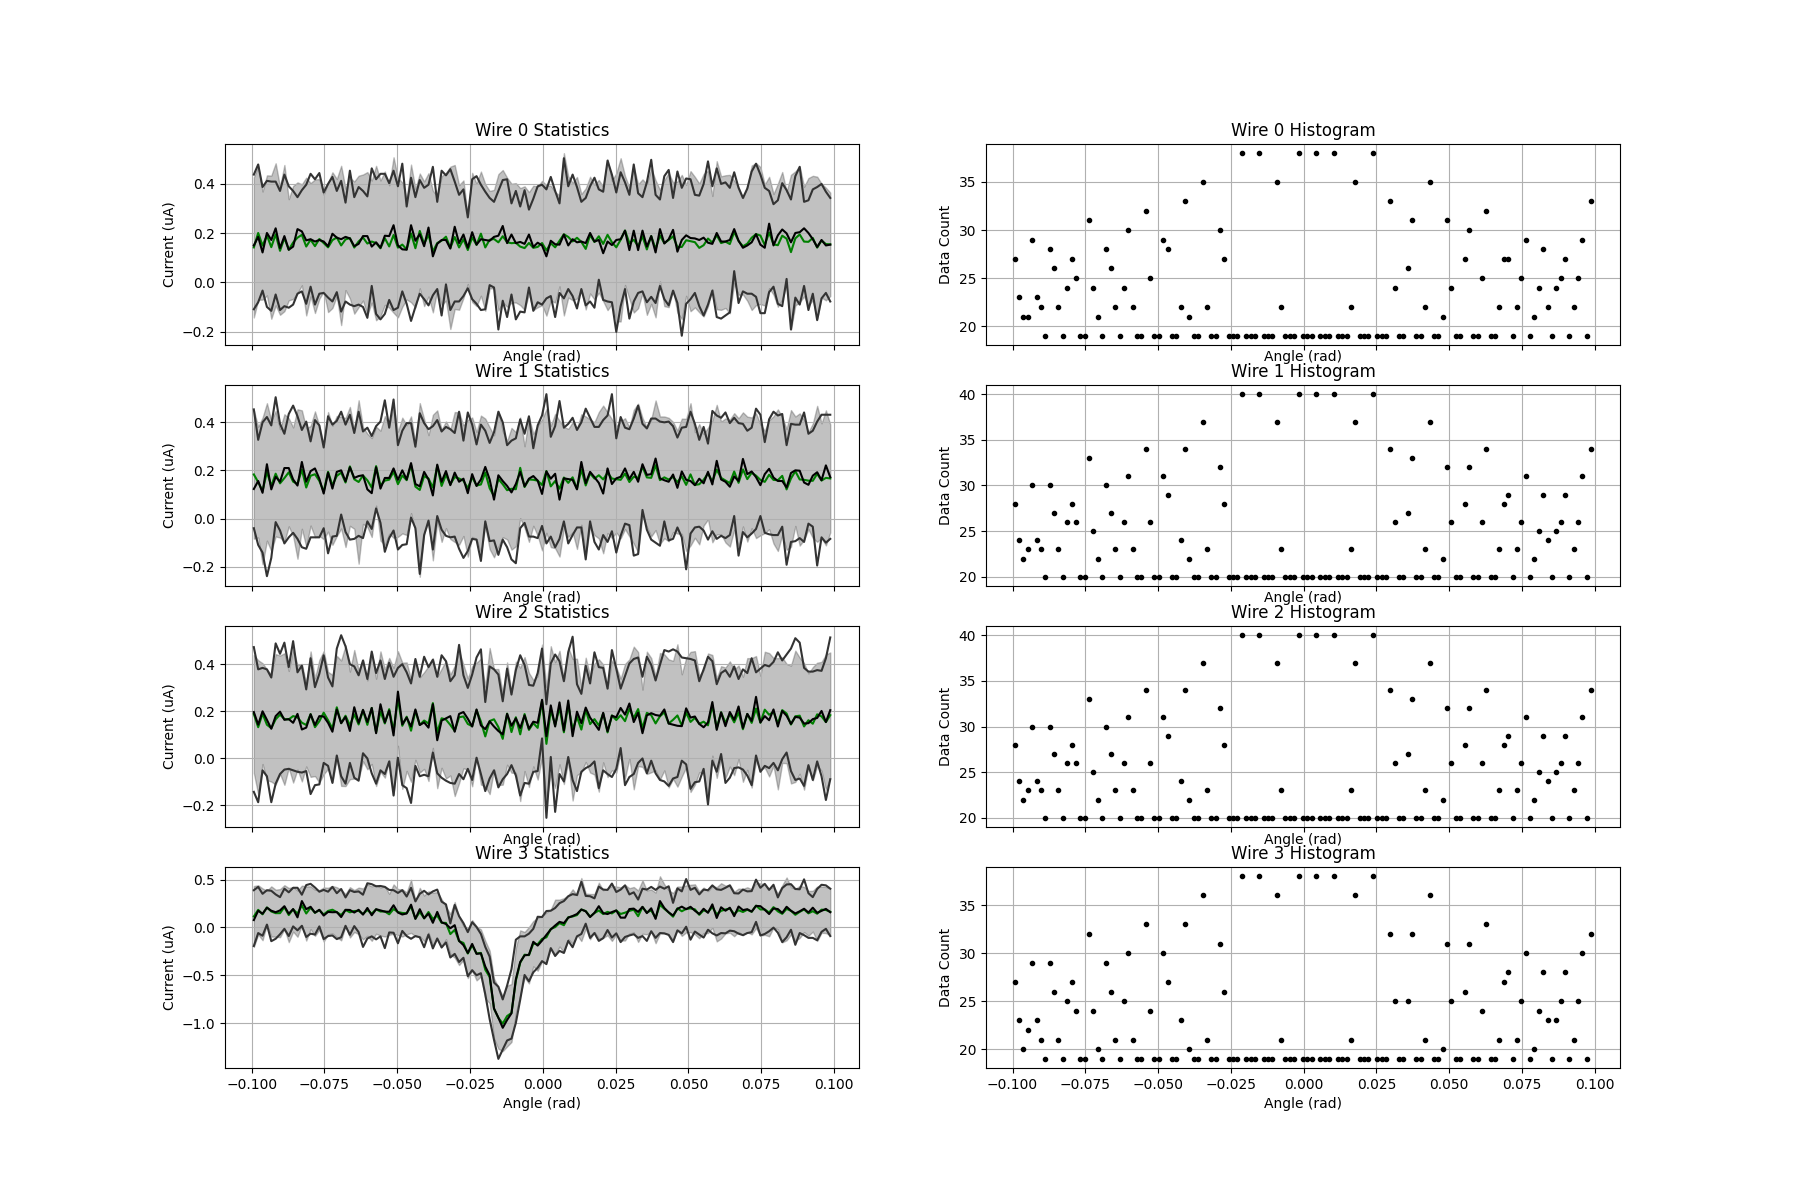 Wire 0 Statistics
Current (uA)
0.4
0.2
0.0
−0.2
Angle (rad)
Wire 0 Histogram
Data Count
35
30
25
20
Angle (rad)
Wire 1 Statistics
Current (uA)
0.4
0.2
0.0
−0.2
Angle (rad)
Wire 1 Histogram
Data Count
40
35
30
25
20
Angle (rad)
Wire 2 Statistics
Current (uA)
0.4
0.2
0.0
−0.2
Angle (rad)
Wire 2 Histogram
Data Count
40
35
30
25
20
Angle (rad)
Wire 3 Statistics
Current (uA)
0.5
0.0
−0.5
−1.0
−0.100 −0.075 −0.050 −0.025 0.000 0.025 0.050 0.075 0.100
Angle (rad)
Wire 3 Histogram
Data Count
35
30
25
20
−0.100 −0.075 −0.050 −0.025 0.000 0.025 0.050 0.075 0.100
Angle (rad)